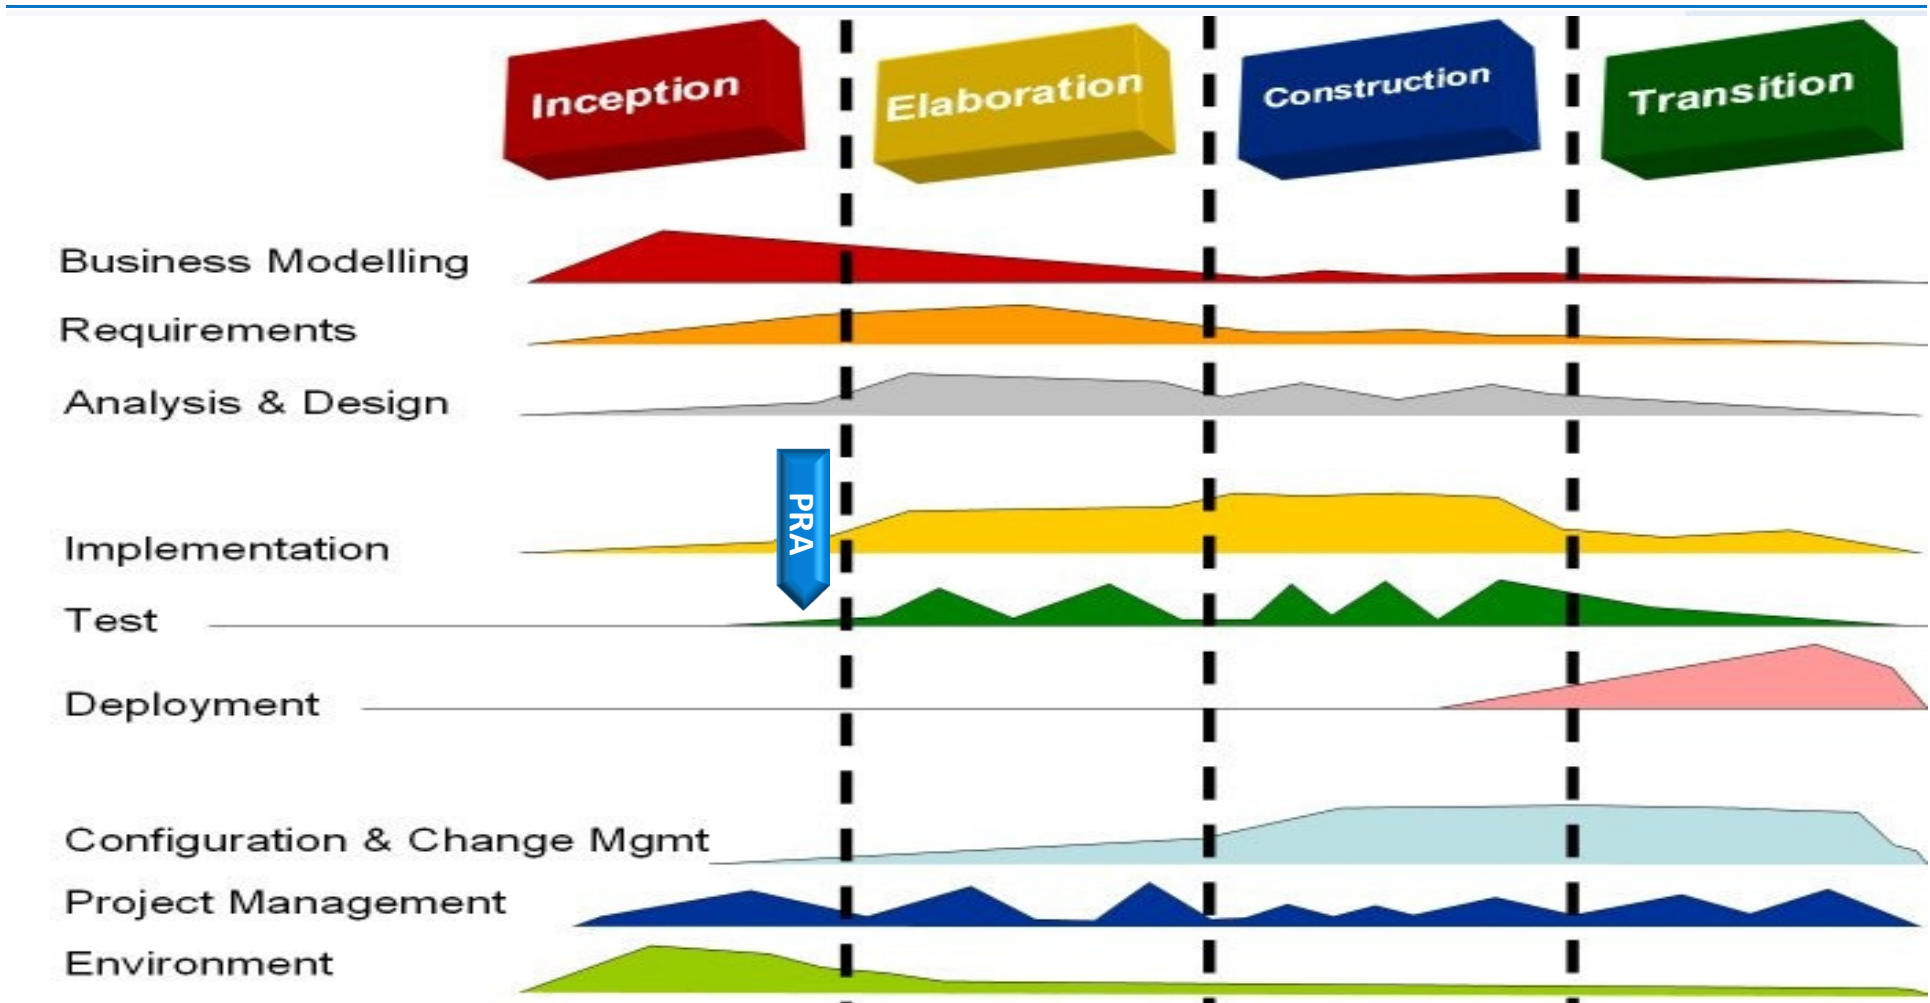 Inception
Elaboration
Construction
Transition
Business Modelling
Requirements
Analysis & Design
PRA
Implementation
Test
Deployment
Configuration & Change Mgmt
Project Management
Environment